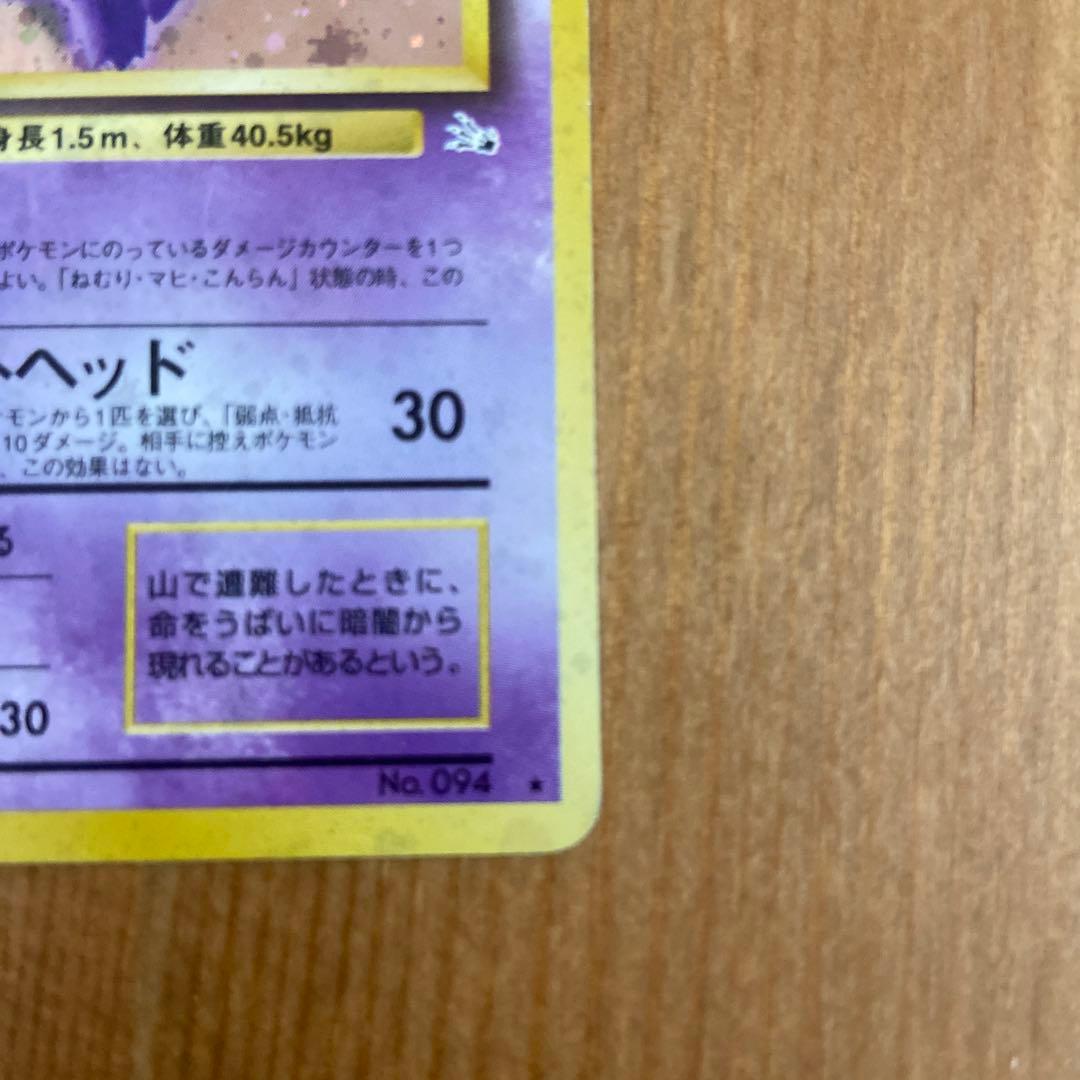 身長1.5m、体重40.5kg
ポケモンにのっているダメージカウンターを1つ
よい。「ねむり・マヒ・こんらん」状態の時、この
ヘッド
モンから1匹を選び、「弱点・抵抗
10ダメージ。相手に控えポケモン
、この効果はない。
30
山で遭難したときに、
命をうばいに暗闇から
現れることがあるという。
30
No. 094 ★